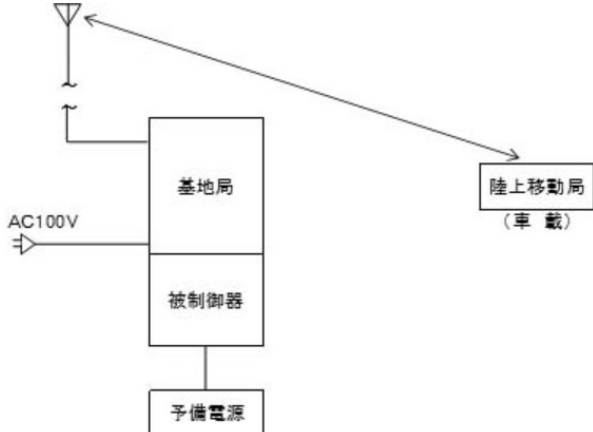 基地局
陸上移動局
（車 載）
AC100V
被制御器
予備電源